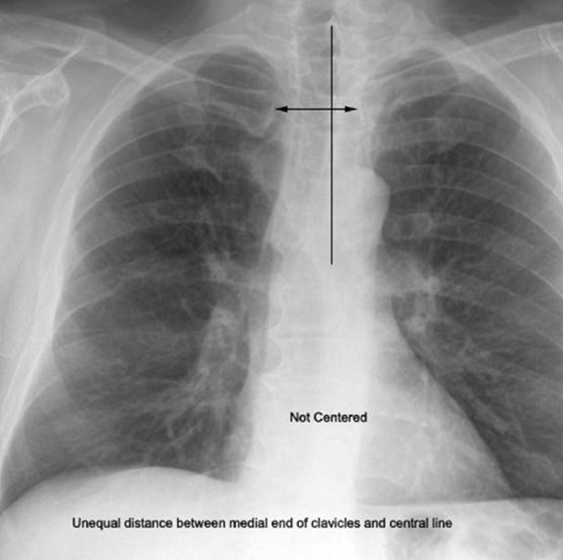 Not Centered
Unequal distance between medial end of clavicles and central line